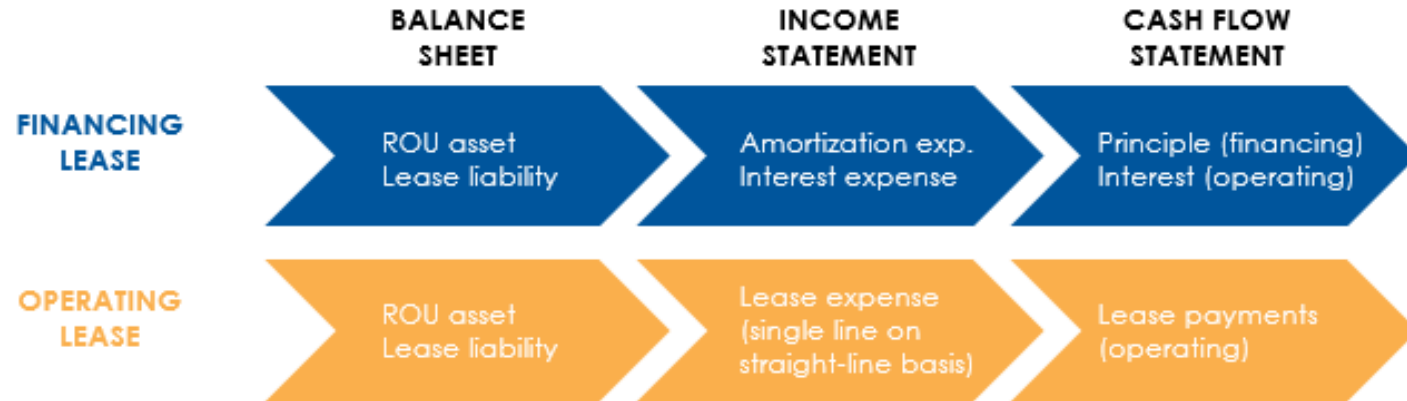 BALANCE
SHEET
INCOME
STATEMENT
CASH FLOW
STATEMENT
FINANCING
LEASE
ROU asset
Lease liability
Amortization exp.
Interest expense
Principle (financing)
Interest (operating)
OPERATING
LEASE
ROU asset
Lease liability
Lease expense
(single line on
straight-line basis)
Lease payments
(operating)